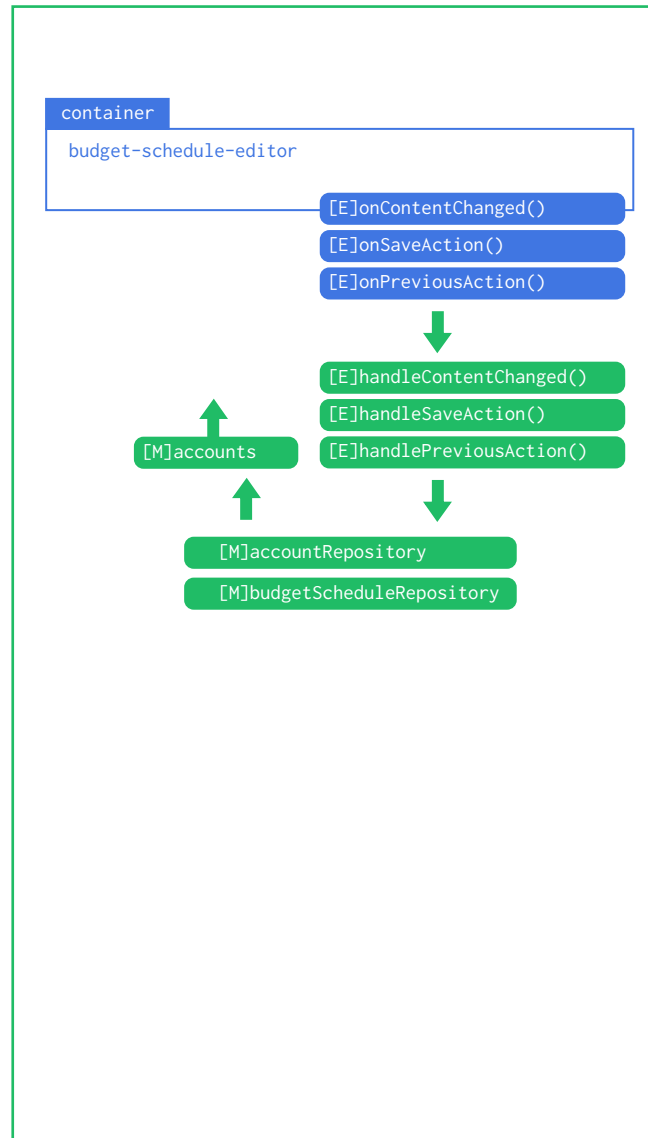 container
budget-schedule-editor
[E]onContentChanged()
[E]onSaveAction()
[E]onPreviousAction()
[E]handleContentChanged()
[E]handleSaveAction()
[M]accounts
[E]handlePreviousAction()
[M]accountRepository
[M]budgetScheduleRepository